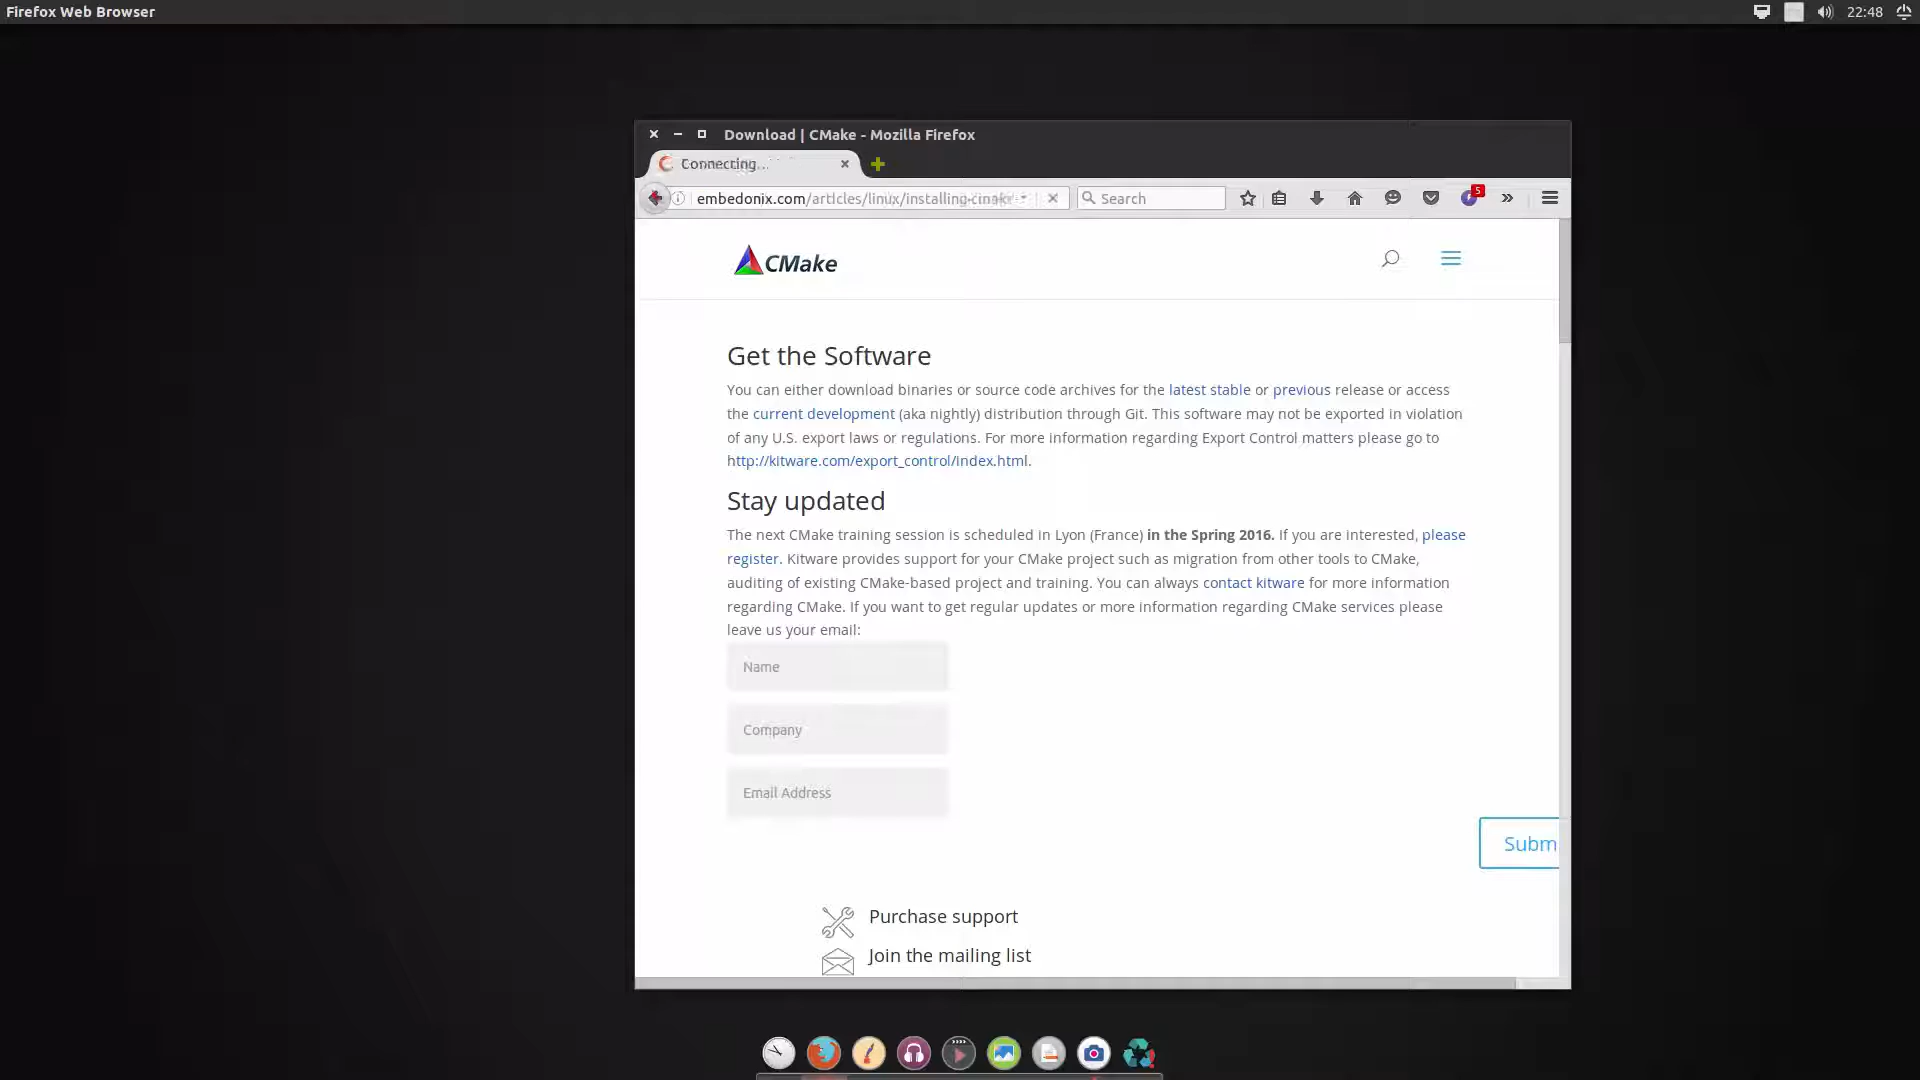 Firefox Web Browser
22:48
Download | CMake - Mozilla Firefox
Connecting...
embedonix.com/articles/linux/installing-cmake
Search
5
CMake
Get the Software
You can either download binaries or source code archives for the latest stable or previous release or access
the current development (aka nightly) distribution through Git. This software may not be exported in violation
of any U.S. export laws or regulations. For more information regarding Export Control matters please go to
http://kitware.com/export_control/index.html.
Stay updated
The next CMake training session is scheduled in Lyon (France) in the Spring 2016. If you are interested, please
register. Kitware provides support for your CMake project such as migration from other tools to CMake,
auditing of existing CMake-based project and training. You can always contact kitware for more information
regarding CMake. If you want to get regular updates or more information regarding CMake services please
leave us your email:
Name
Company
Email Address
Subm
Purchase support
Join the mailing list